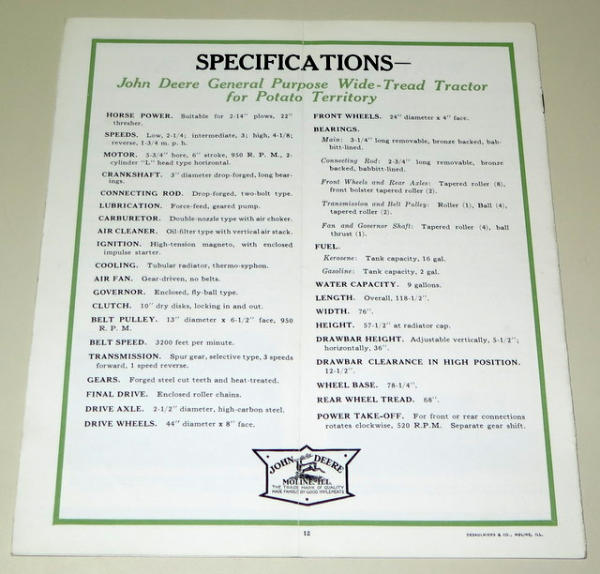 SPECIFICATIONS—
John Deere General Purpose Wide-Tread Tractor
for Potato Territory
HORSE POWER. Suitable for 2-14" plows, 22"
thresher.
SPEEDS. Low, 2-1/4; intermediate, 3; high, 4-1/8;
reverse, 1-3/4 m. p. h.
MOTOR. 5-3/4" bore, 6" stroke, 950 R. P. M., 2-
cylinder "L" head type horizontal.
CRANKSHAFT. 3" diameter drop-forged, long bear-
ings.
CONNECTING ROD. Drop-forged, two-bolt type.
LUBRICATION. Force-feed, geared pump.
CARBURETOR. Double-nozzle type with air choker.
AIR CLEANER. Oil-filter type with vertical air stack.
IGNITION. High-tension magneto, with enclosed
impulse starter.
COOLING. Tubular radiator, thermo-syphon.
AIR FAN. Gear-driven, no belts.
GOVERNOR. Enclosed, fly-ball type.
CLUTCH. 10" dry disks, locking in and out.
BELT PULLEY. 13" diameter x 6-1/2" face, 950
R. P. M.
BELT SPEED. 3200 feet per minute.
TRANSMISSION. Spur gear, selective type, 3 speeds
forward, 1 speed reverse.
GEARS. Forged steel cut teeth and heat-treated.
FINAL DRIVE. Enclosed roller chains.
DRIVE AXLE. 2-1/2" diameter, high-carbon steel.
DRIVE WHEELS. 44" diameter x 8" face.
FRONT WHEELS. 24" diameter x 4" face.
BEARINGS.
Main: 3-1/4" long removable, bronze backed, bab-
bitt-lined.
Connecting Rod: 2-3/4" long removable, bronze
backed, babbitt-lined.
Front Wheels and Rear Axles: Tapered roller (8),
front bolster tapered roller (2).
Transmission and Belt Pulley: Roller (1), Ball (4),
tapered roller (2).
Fan and Governor Shaft: Tapered roller (4), ball
thrust (1).
FUEL.
Kerosene: Tank capacity, 16 gal.
Gasoline: Tank capacity, 2 gal.
WATER CAPACITY. 9 gallons.
LENGTH. Overall, 118-1/2".
WIDTH. 76".
HEIGHT. 57-1/2" at radiator cap.
DRAWBAR HEIGHT. Adjustable vertically, 5-1/2";
horizontally, 36".
DRAWBAR CLEARANCE IN HIGH POSITION.
12-1/2".
WHEEL BASE. 78-1/4".
REAR WHEEL TREAD. 68".
POWER TAKE-OFF. For front or rear connections
rotates clockwise, 520 R.P.M. Separate gear shift.
JOHN DEERE
MOLINE, ILL.
THE TRADE MARK OF QUALITY
MADE FAMOUS BY GOOD IMPLEMENTS
12
DESAULNIERS & CO., MOLINE, ILL.